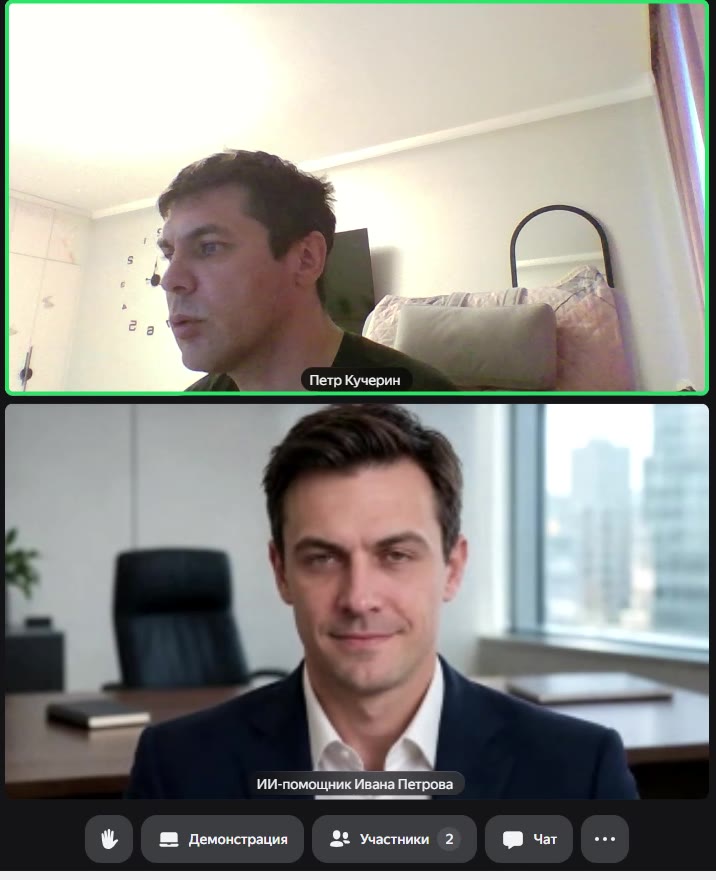 Петр Кучерин
ИИ-помощник Ивана Петрова
Демонстрация
Участники 2
Чат